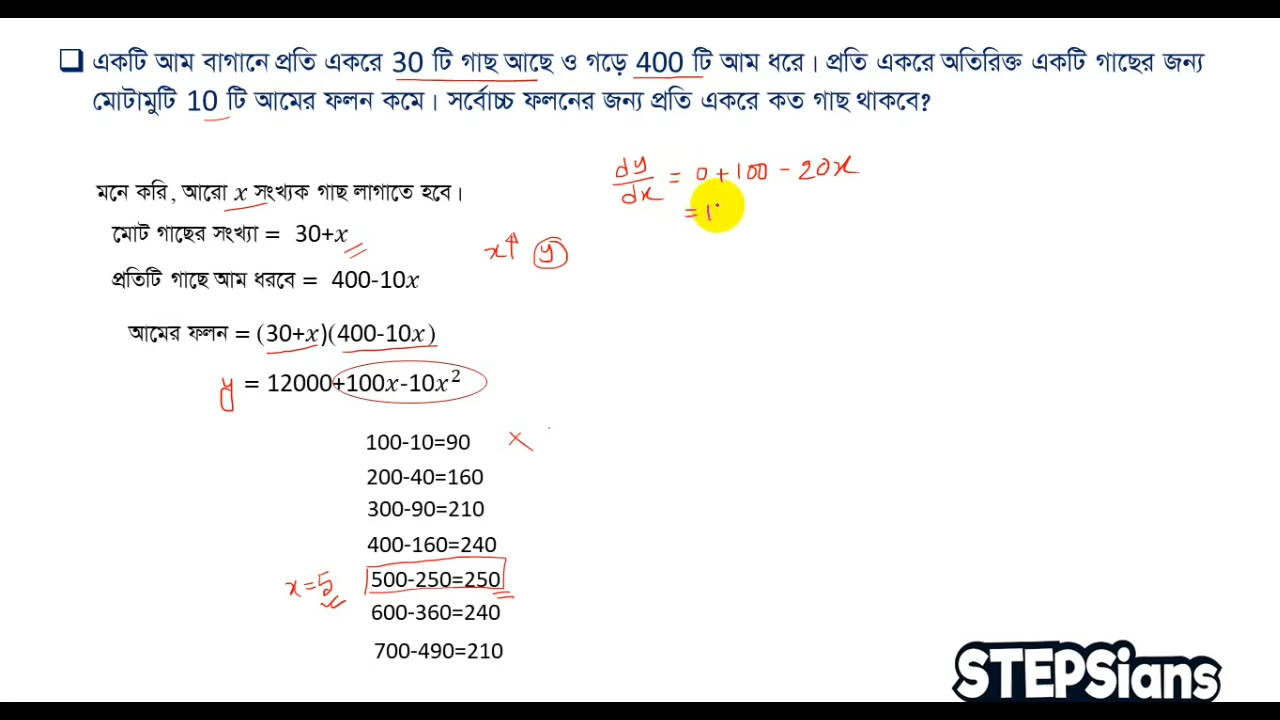 একটি আম বাগানে প্রতি একরে 30 টি গাছ আছে ও গড়ে 400 টি আম ধরে। প্রতি একরে অতিরিক্ত একটি গাছের জন্য
মোটামুটি 10 টি আমের ফলন কমে। সর্বোচ্চ ফলনের জন্য প্রতি একরে কত গাছ থাকবে?
dy/dx = 0 + 100 - 20x
= 1
মনে করি, আরো x সংখ্যক গাছ লাগাতে হবে।
মোট গাছের সংখ্যা = 30+x
x↑ y
প্রতিটি গাছে আম ধরবে = 400-10x
আমের ফলন = (30+x)(400-10x)
y = 12000+100x-10x²
100-10=90 ×
200-40=160
300-90=210
400-160=240
x=5 500-250=250
600-360=240
700-490=210
STEPSians